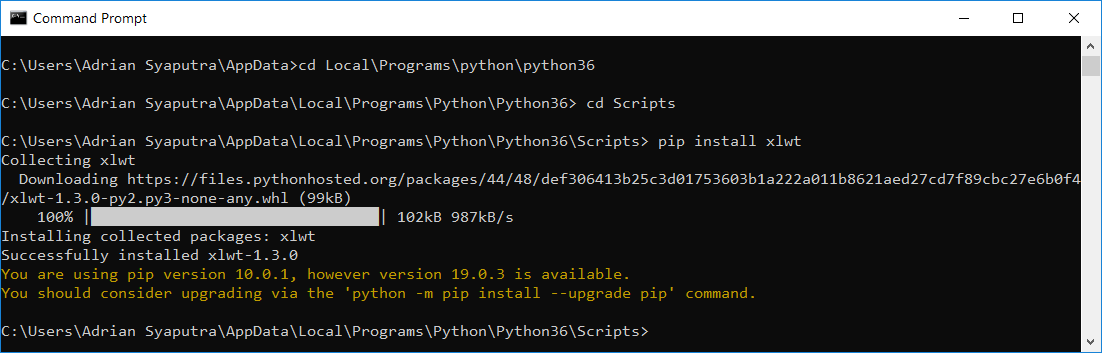 Command Prompt
C:\Users\Adrian Syaputra\AppData>cd Local\Programs\python\python36
C:\Users\Adrian Syaputra\AppData\Local\Programs\Python\Python36> cd Scripts
C:\Users\Adrian Syaputra\AppData\Local\Programs\Python\Python36\Scripts> pip install xlwt
Collecting xlwt
  Downloading https://files.pythonhosted.org/packages/44/48/def306413b25c3d01753603b1a222a011b8621aed27cd7f89cbc27e6b0f4
/xlwt-1.3.0-py2.py3-none-any.whl (99kB)
    100% |████████████████████████████████| 102kB 987kB/s
Installing collected packages: xlwt
Successfully installed xlwt-1.3.0
You are using pip version 10.0.1, however version 19.0.3 is available.
You should consider upgrading via the 'python -m pip install --upgrade pip' command.
C:\Users\Adrian Syaputra\AppData\Local\Programs\Python\Python36\Scripts>